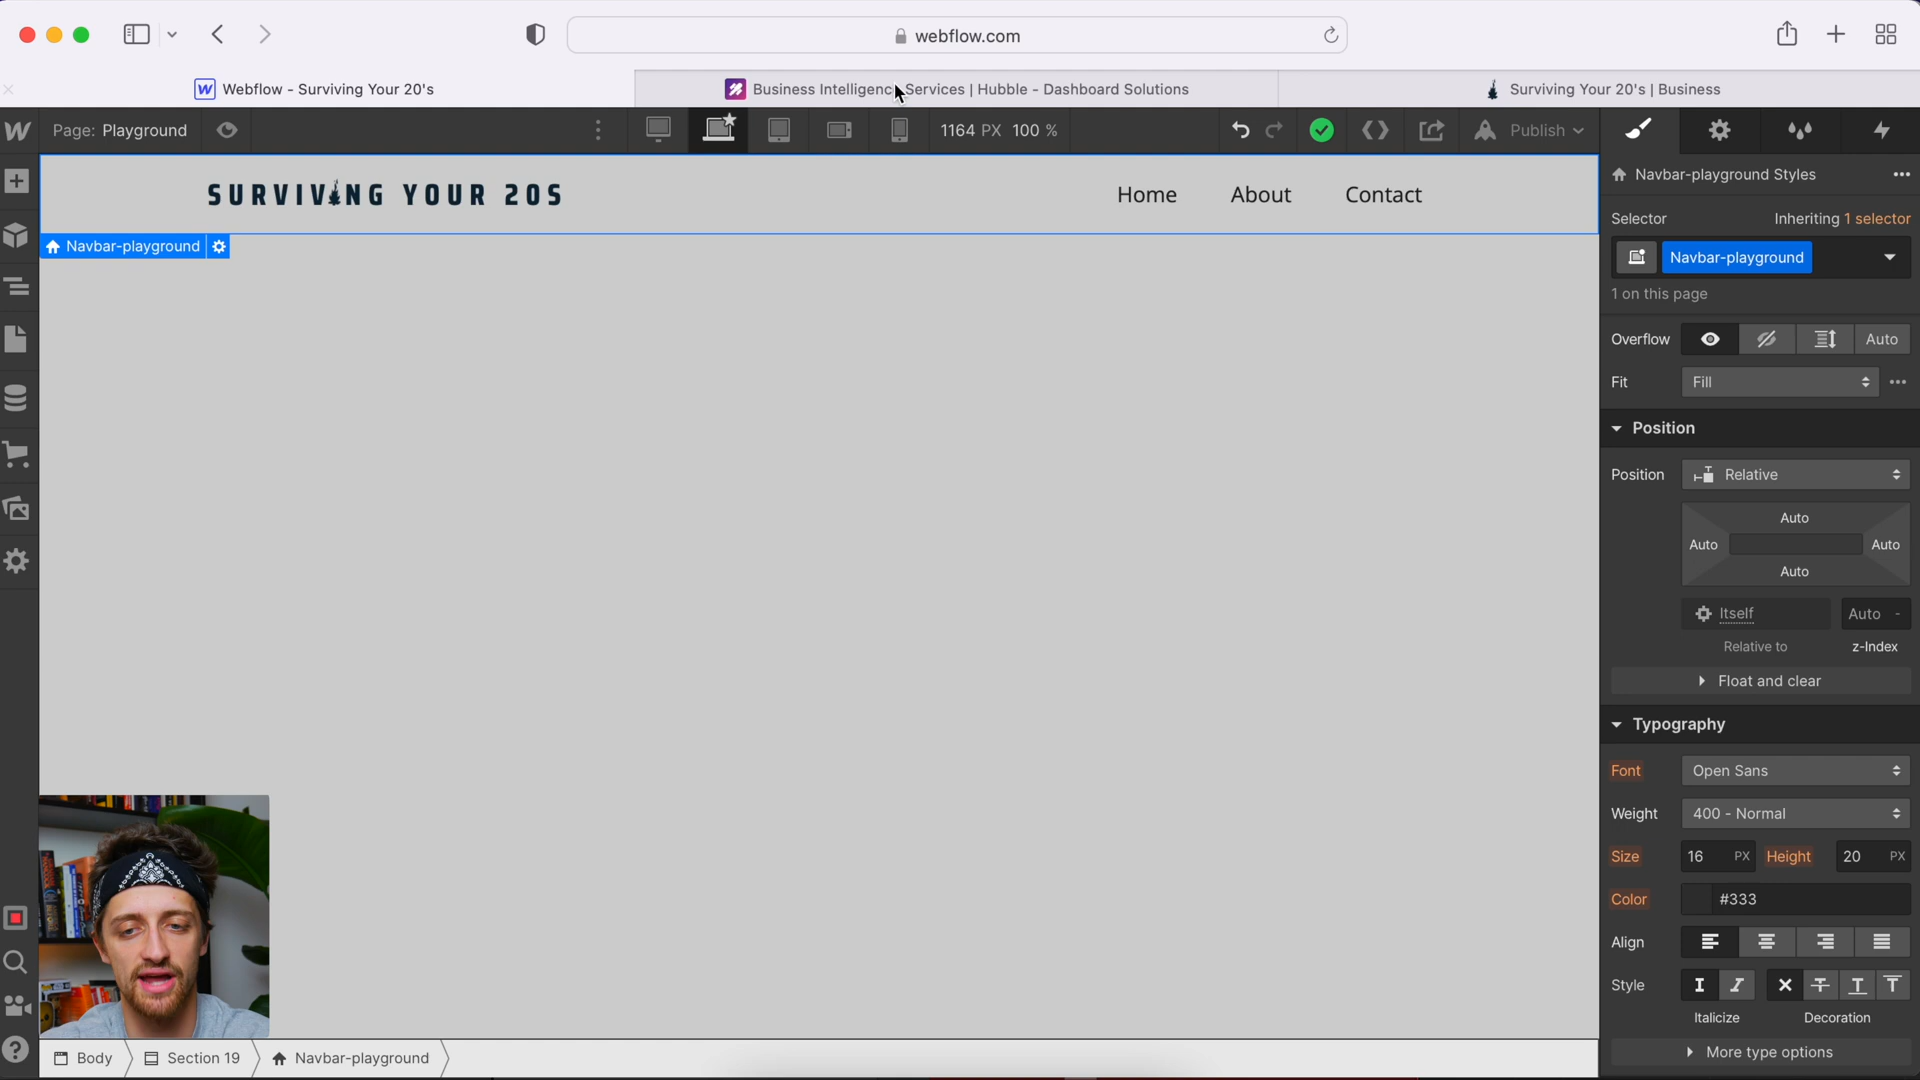 webflow.com
Webflow - Surviving Your 20's
Business Intelligence Services | Hubble - Dashboard Solutions
Surviving Your 20's | Business
Page: Playground
1164 PX 100 %
Publish
SURVIVING YOUR 20S
Home
About
Contact
Navbar-playground
Navbar-playground Styles
Selector
Inheriting 1 selector
Navbar-playground
1 on this page
Overflow
Auto
Fit
Fill
Position
Position
Relative
Auto
Auto
Auto
Auto
Itself
Auto -
Relative to
z-Index
Float and clear
Typography
Font
Open Sans
Weight
400 - Normal
Size
16 PX
Height
20 PX
Color
#333
Align
Style
Italicize
Decoration
More type options
Body
Section 19
Navbar-playground